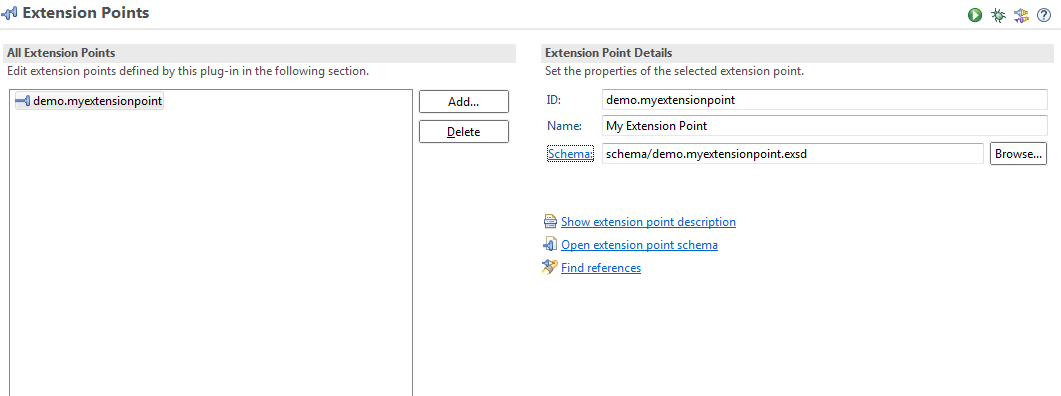 Extension Points
All Extension Points
Edit extension points defined by this plug-in in the following section.
demo.myextensionpoint
Add...
Delete
Extension Point Details
Set the properties of the selected extension point.
ID: demo.myextensionpoint
Name: My Extension Point
Schema: schema/demo.myextensionpoint.exsd Browse...
Show extension point description
Open extension point schema
Find references